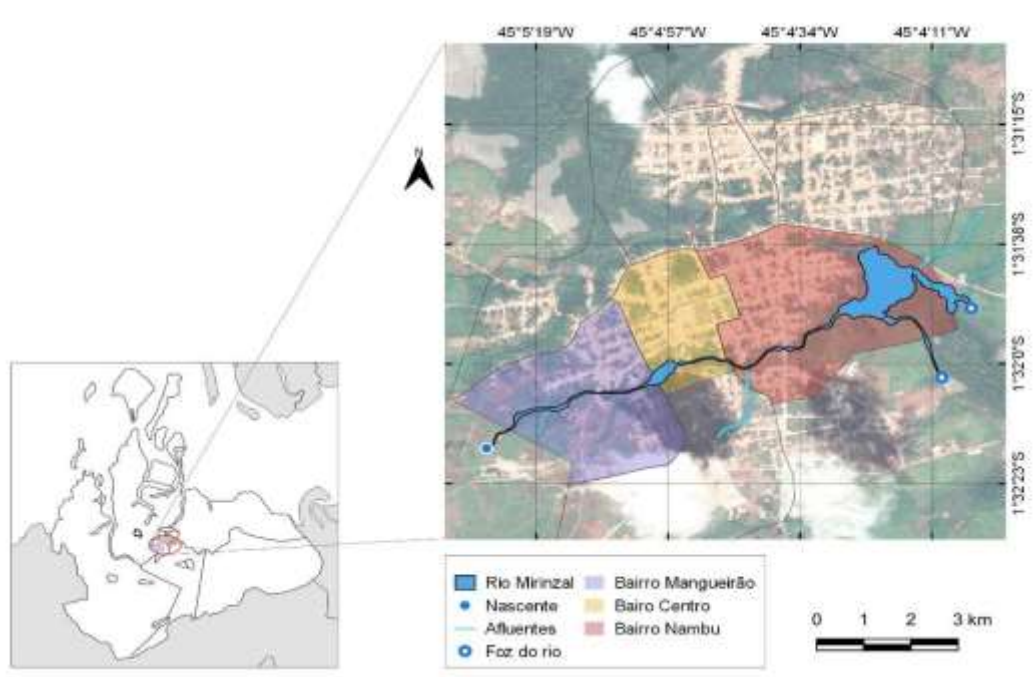 45°5'19"W 45°4'57"W 45°4'34"W 45°4'11"W
N
1°31'15"S
1°31'38"S
1°32'0"S
1°32'23"S
Rio Mirinzal
Nascente
Afluentes
Foz do rio
Bairro Mangueirão
Bairo Centro
Bairro Nambu
0 1 2 3 km